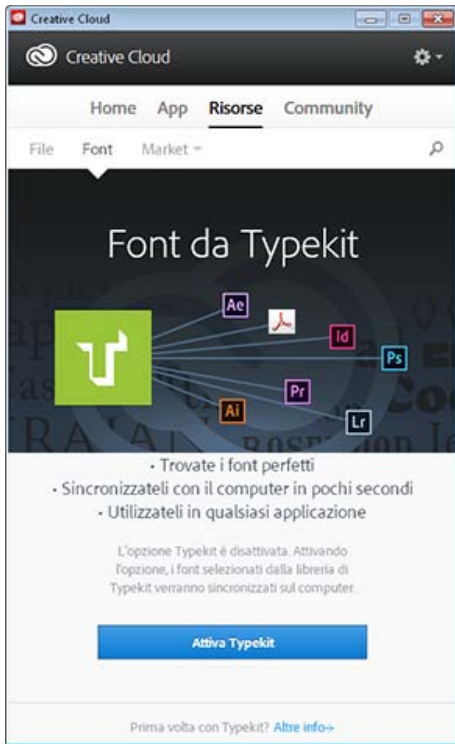 Creative Cloud
Creative Cloud
Home App Risorse Community
File Font Market
Font da Typekit
Ae
Id
Ps
Pr
Ai
Lr
• Trovate i font perfetti
• Sincronizzateli con il computer in pochi secondi
• Utilizzateli in qualsiasi applicazione
L'opzione Typekit è disattivata. Attivando
l'opzione, i font selezionati dalla libreria di
Typekit verranno sincronizzati sul computer.
Attiva Typekit
Prima volta con Typekit? Altre info→